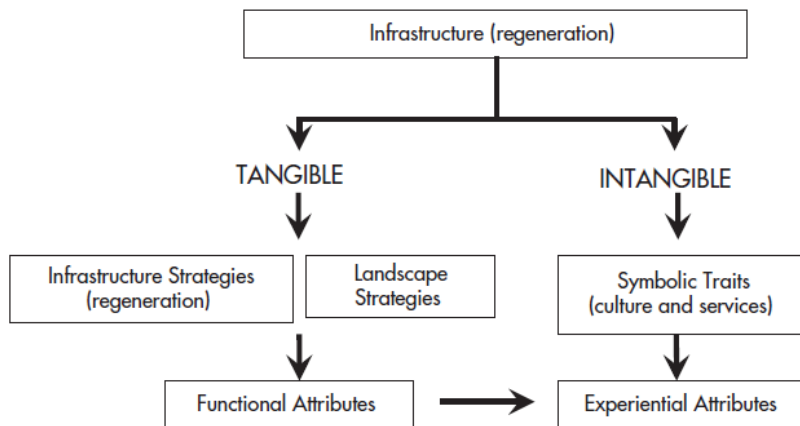 Infrastructure (regeneration)
TANGIBLE
INTANGIBLE
Infrastructure Strategies
(regeneration)
Landscape
Strategies
Symbolic Traits
(culture and services)
Functional Attributes
Experiential Attributes